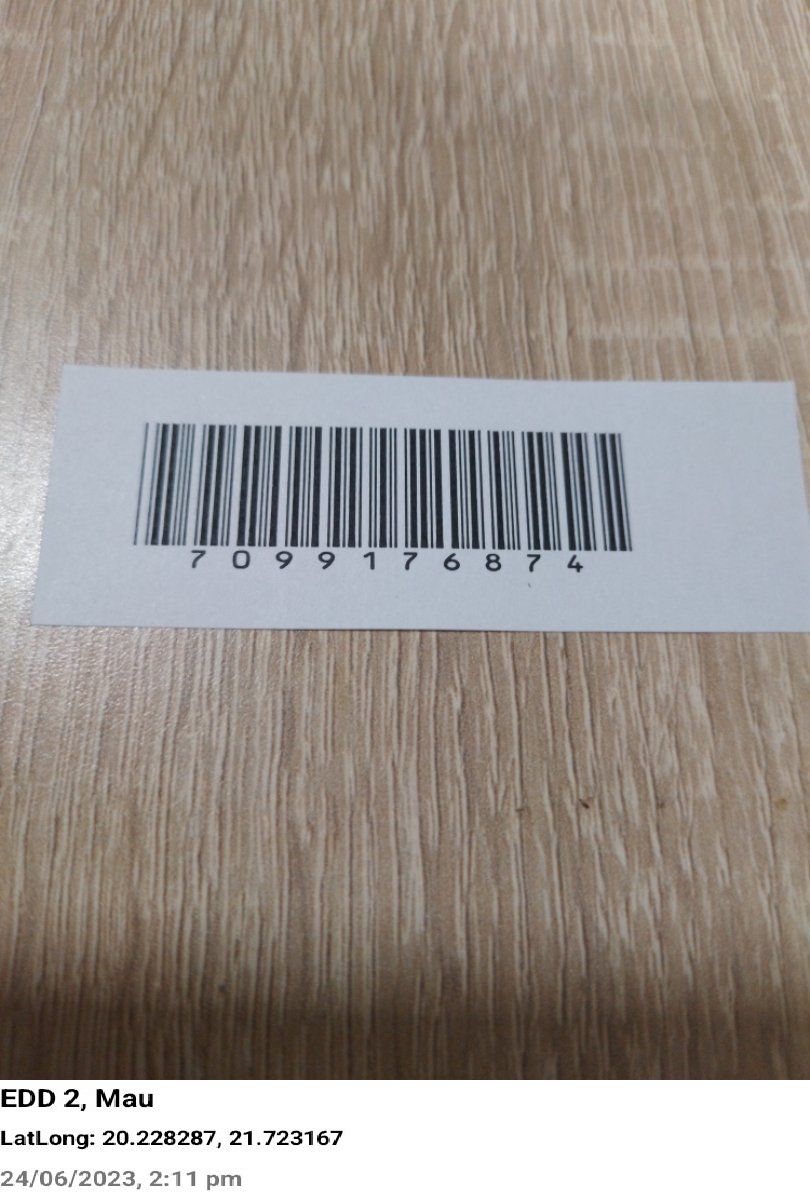 7099176874
EDD 2, Mau
LatLong: 20.228287, 21.723167
24/06/2023, 2:11 pm